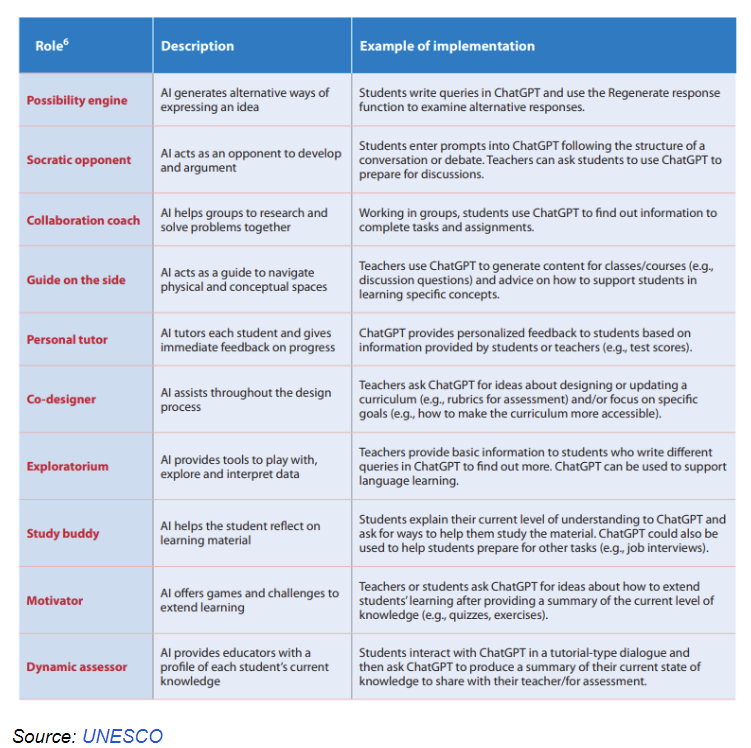 Role6 Description Example of implementation
Possibility engine
AI generates alternative ways of
expressing an idea
Students write queries in ChatGPT and use the Regenerate response
function to examine alternative responses.
Socratic opponent
AI acts as an opponent to develop
and argument
Students enter prompts into ChatGPT following the structure of a
conversation or debate. Teachers can ask students to use ChatGPT to
prepare for discussions.
Collaboration coach
AI helps groups to research and
solve problems together
Working in groups, students use ChatGPT to find out information to
complete tasks and assignments.
Guide on the side
AI acts as a guide to navigate
physical and conceptual spaces
Teachers use ChatGPT to generate content for classes/courses (e.g.,
discussion questions) and advice on how to support students in
learning specific concepts.
Personal tutor
AI tutors each student and gives
immediate feedback on progress
ChatGPT provides personalized feedback to students based on
information provided by students or teachers (e.g., test scores).
Co-designer
AI assists throughout the design
process
Teachers ask ChatGPT for ideas about designing or updating a
curriculum (e.g., rubrics for assessment) and/or focus on specific
goals (e.g., how to make the curriculum more accessible).
Exploratorium
AI provides tools to play with,
explore and interpret data
Teachers provide basic information to students who write different
queries in ChatGPT to find out more. ChatGPT can be used to support
language learning.
Study buddy
AI helps the student reflect on
learning material
Students explain their current level of understanding to ChatGPT and
ask for ways to help them study the material. ChatGPT could also be
used to help students prepare for other tasks (e.g., job interviews).
Motivator
AI offers games and challenges to
extend learning
Teachers or students ask ChatGPT for ideas about how to extend
students' learning after providing a summary of the current level of
knowledge (e.g., quizzes, exercises).
Dynamic assessor
AI provides educators with a
profile of each student's current
knowledge
Students interact with ChatGPT in a tutorial-type dialogue and
then ask ChatGPT to produce a summary of their current state of
knowledge to share with their teacher/for assessment.
Source: UNESCO